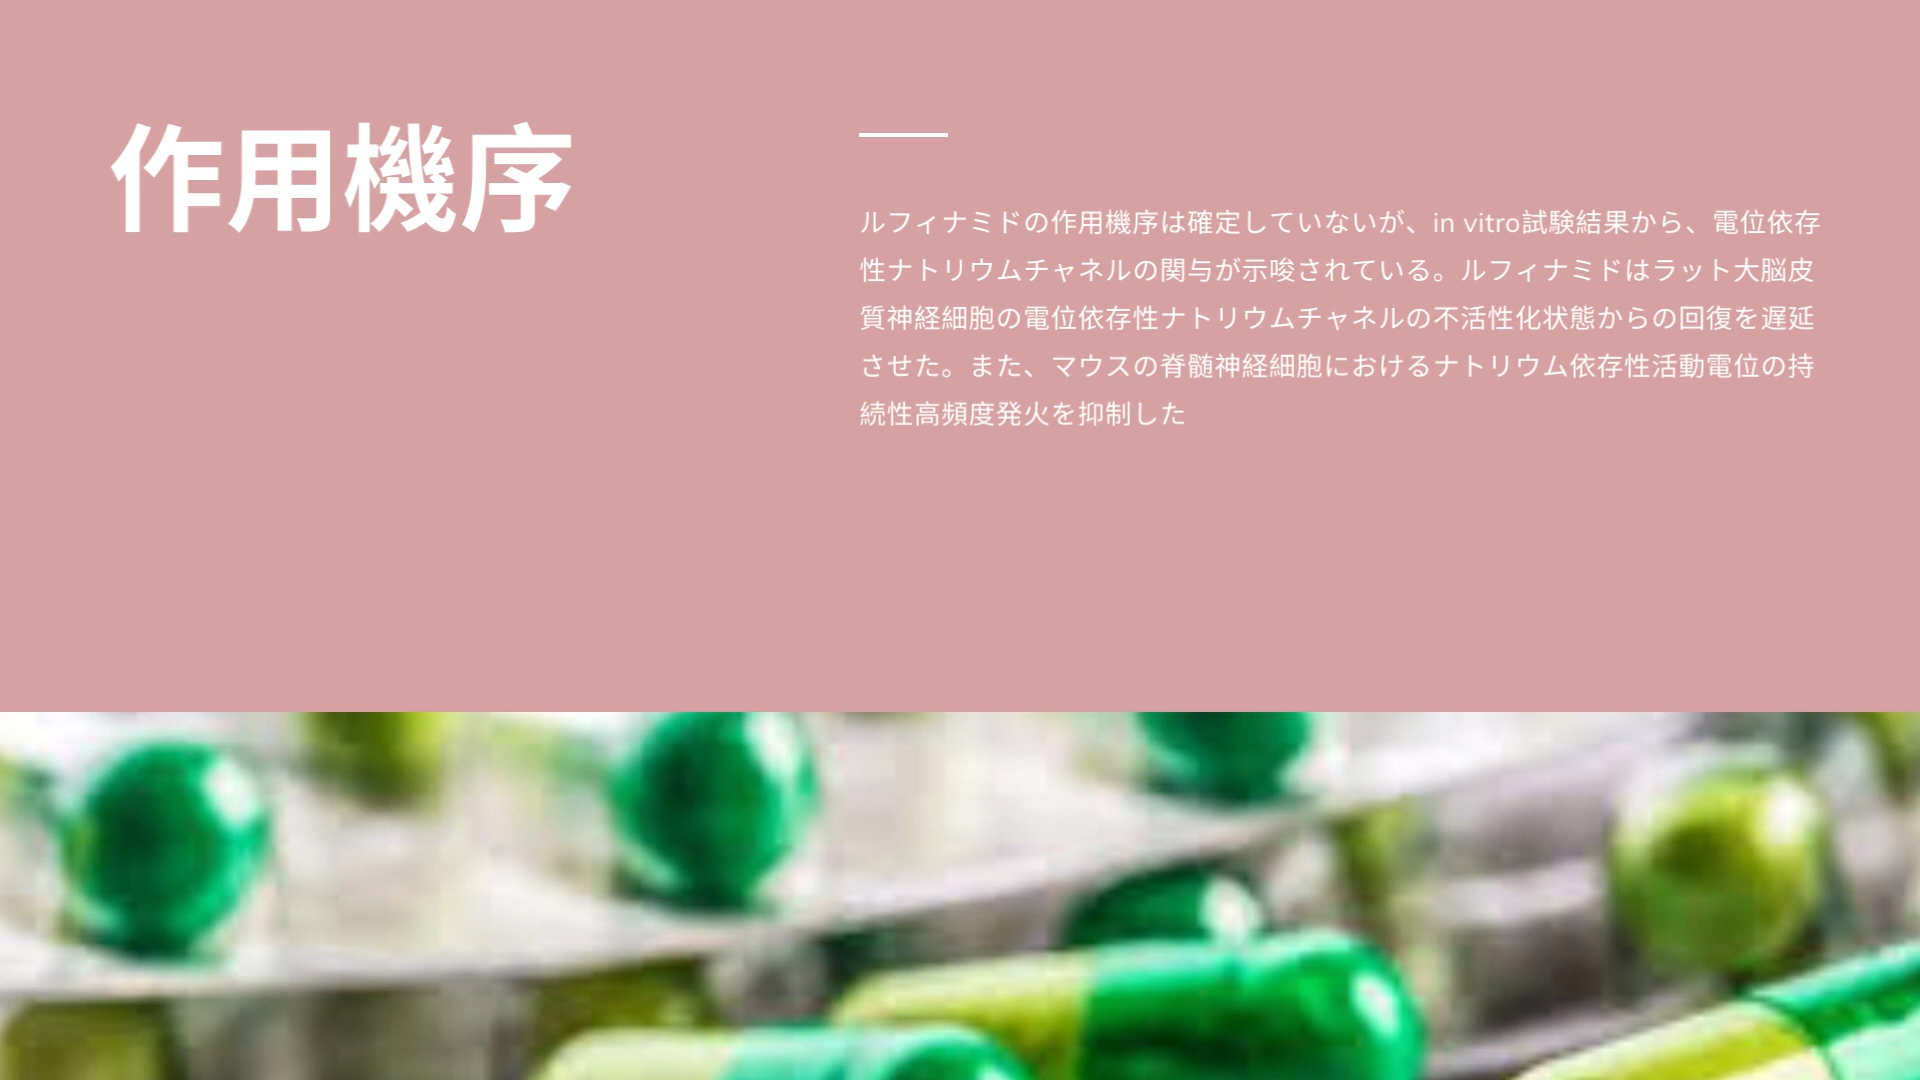 作用機序
ルフィナミドの作用機序は確定していないが、in vitro試験結果から、電位依存
性ナトリウムチャネルの関与が示唆されている。ルフィナミドはラット大脳皮
質神経細胞の電位依存性ナトリウムチャネルの不活性化状態からの回復を遅延
させた。また、マウスの脊髄神経細胞におけるナトリウム依存性活動電位の持
続性高頻度発火を抑制した